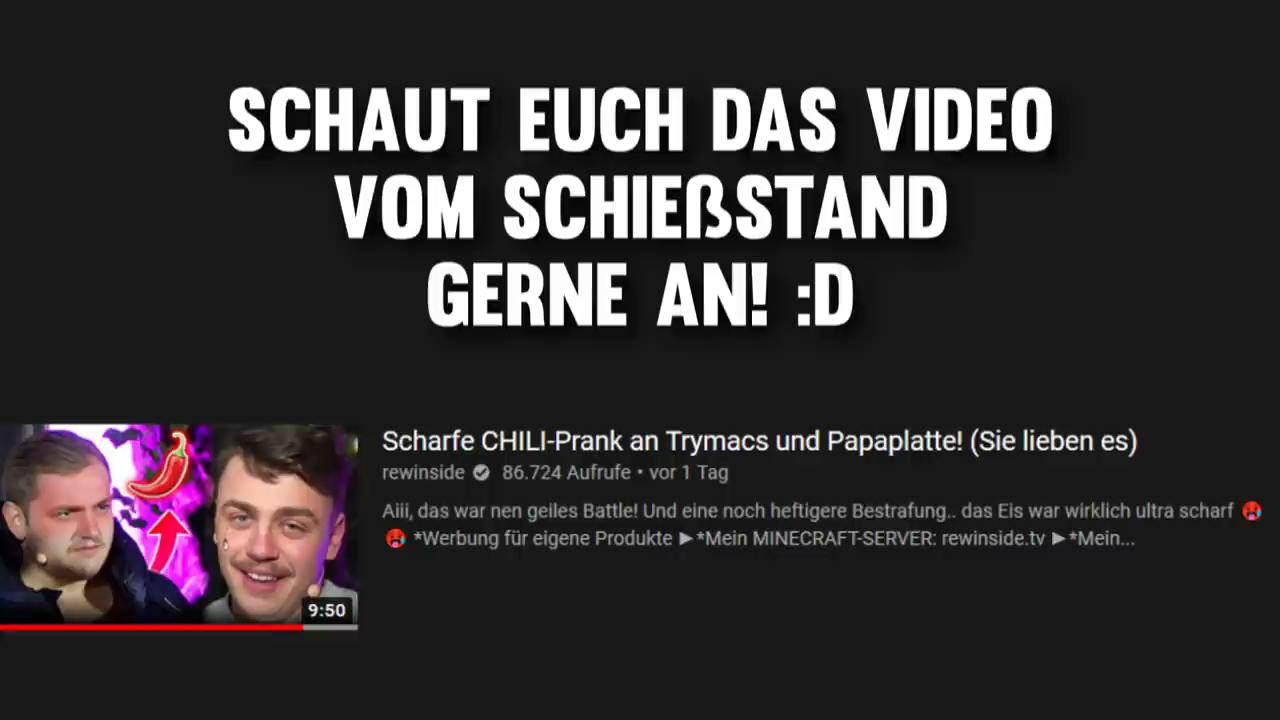 SCHAUT EUCH DAS VIDEO
VOM SCHIEßSTAND
GERNE AN! :D
Scharfe CHILI-Prank an Trymacs und Papaplatte! (Sie lieben es)
rewinside 86.724 Aufrufe • vor 1 Tag
Aiii, das war nen geiles Battle! Und eine noch heftigere Bestrafung.. das Eis war wirklich ultra scharf 🥵
🥵 *Werbung für eigene Produkte ►*Mein MINECRAFT-SERVER: rewinside.tv ►*Mein...
9:50